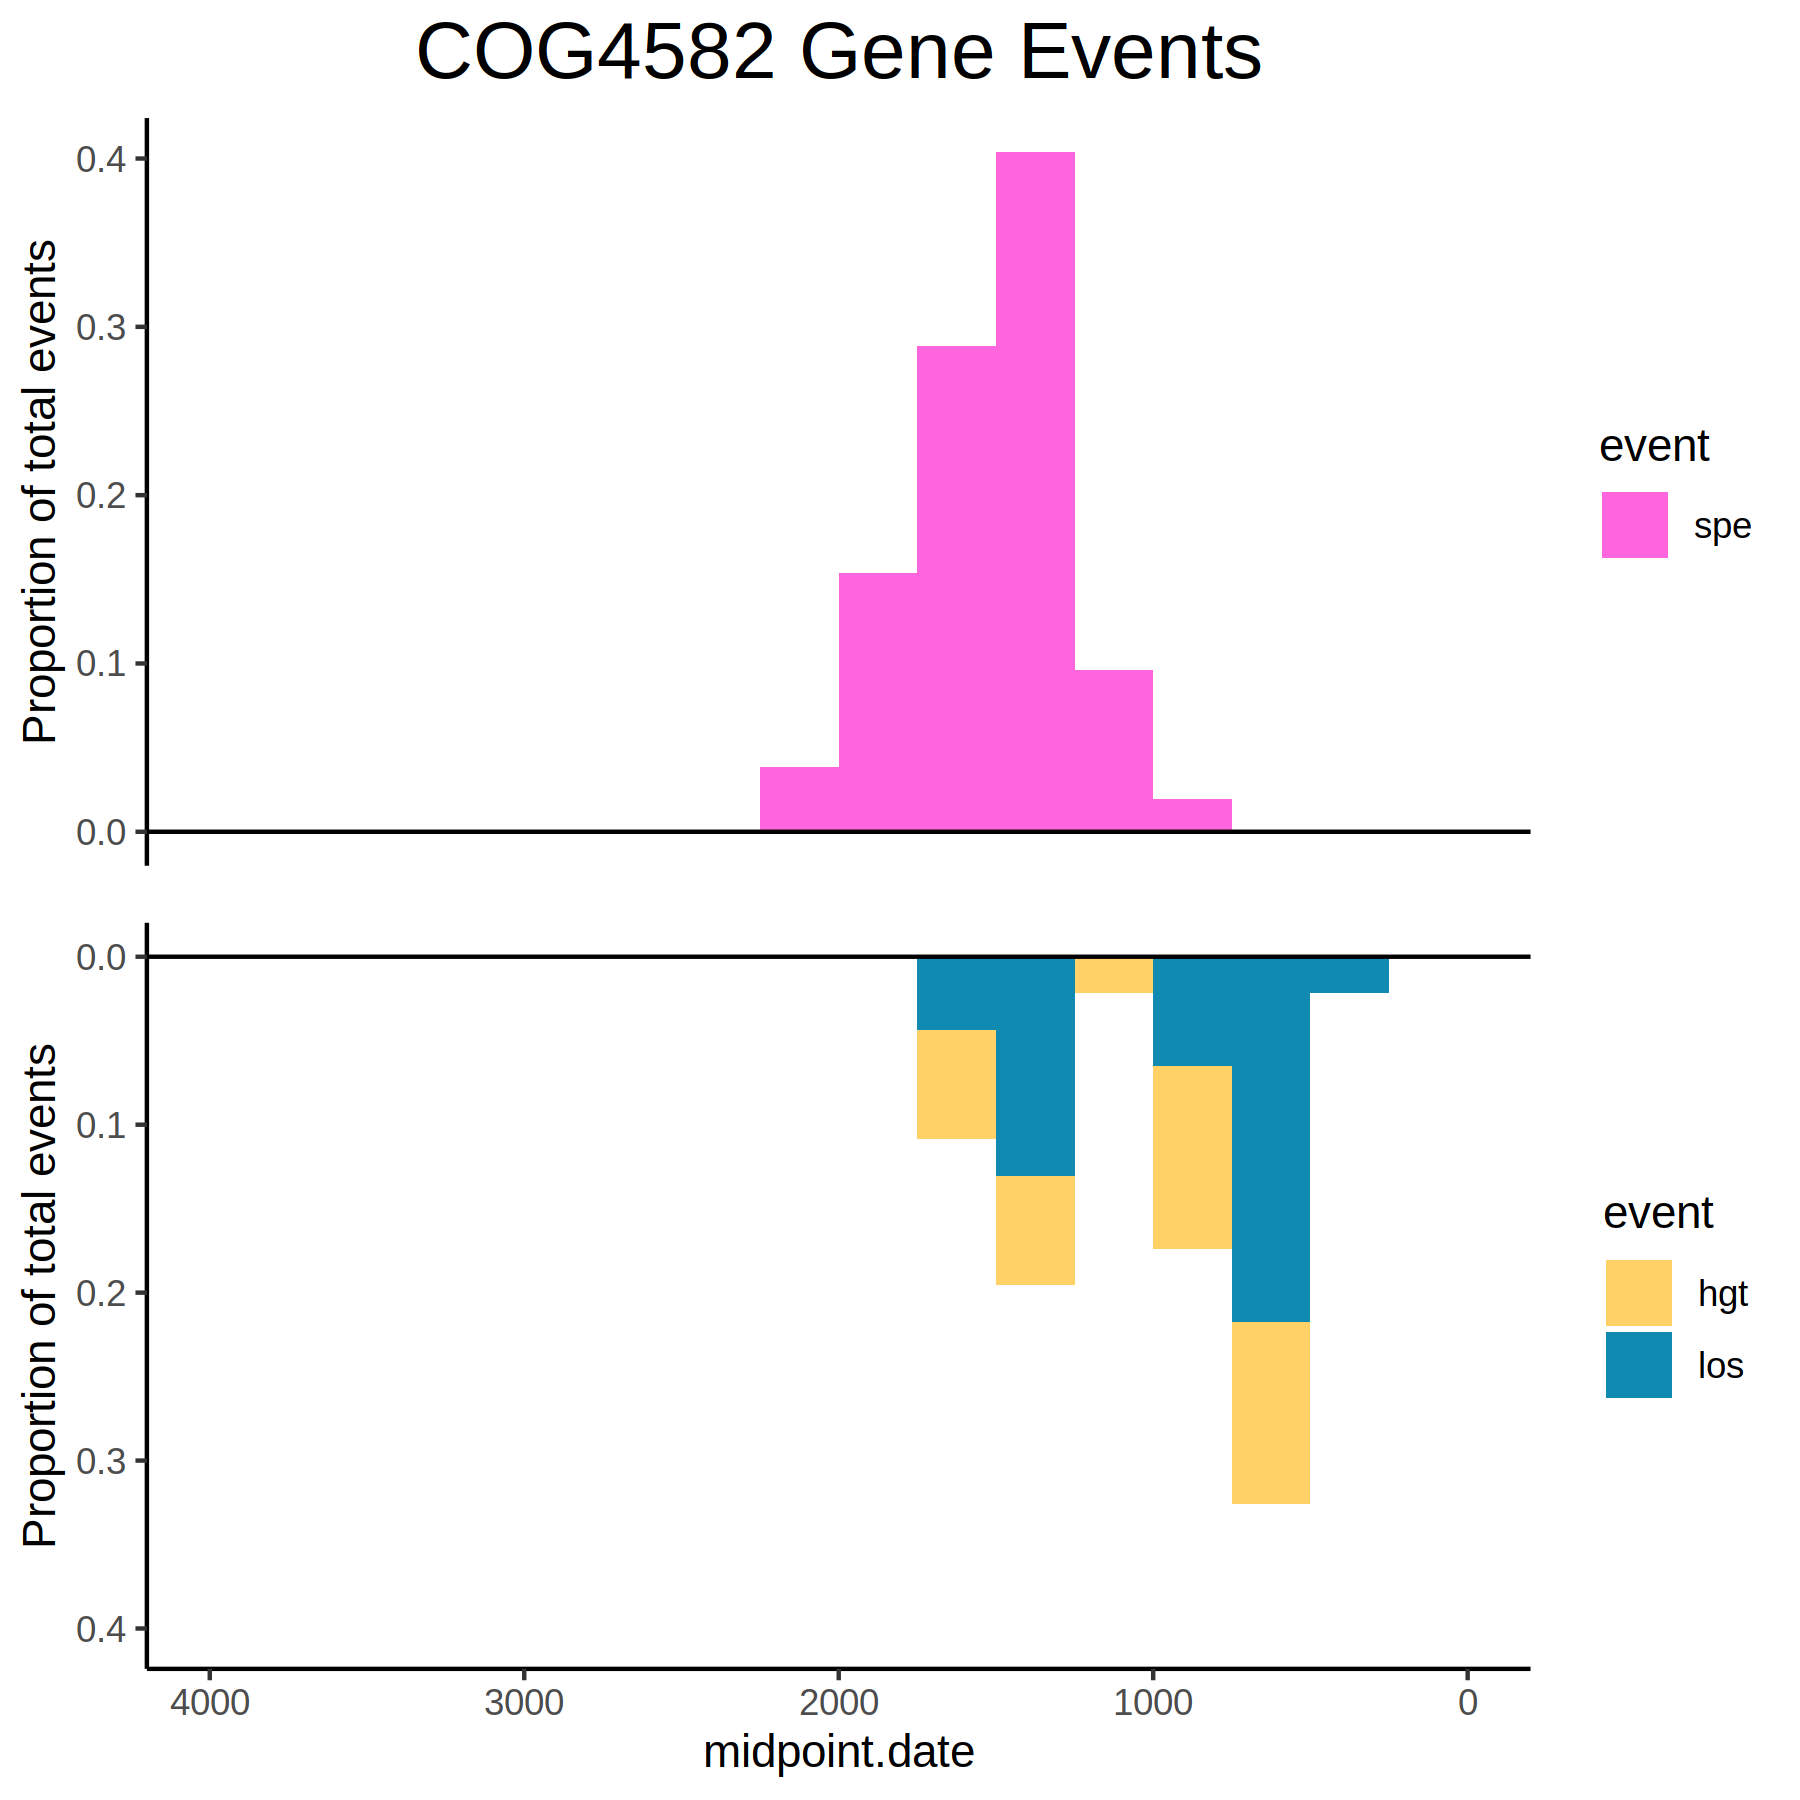 COG4582 Gene Events
Proportion of total events
0.4
0.3
0.2
0.1
0.0
event
spe
Proportion of total events
0.0
0.1
0.2
0.3
0.4
event
hgt
los
4000 3000 2000 1000 0
midpoint.date